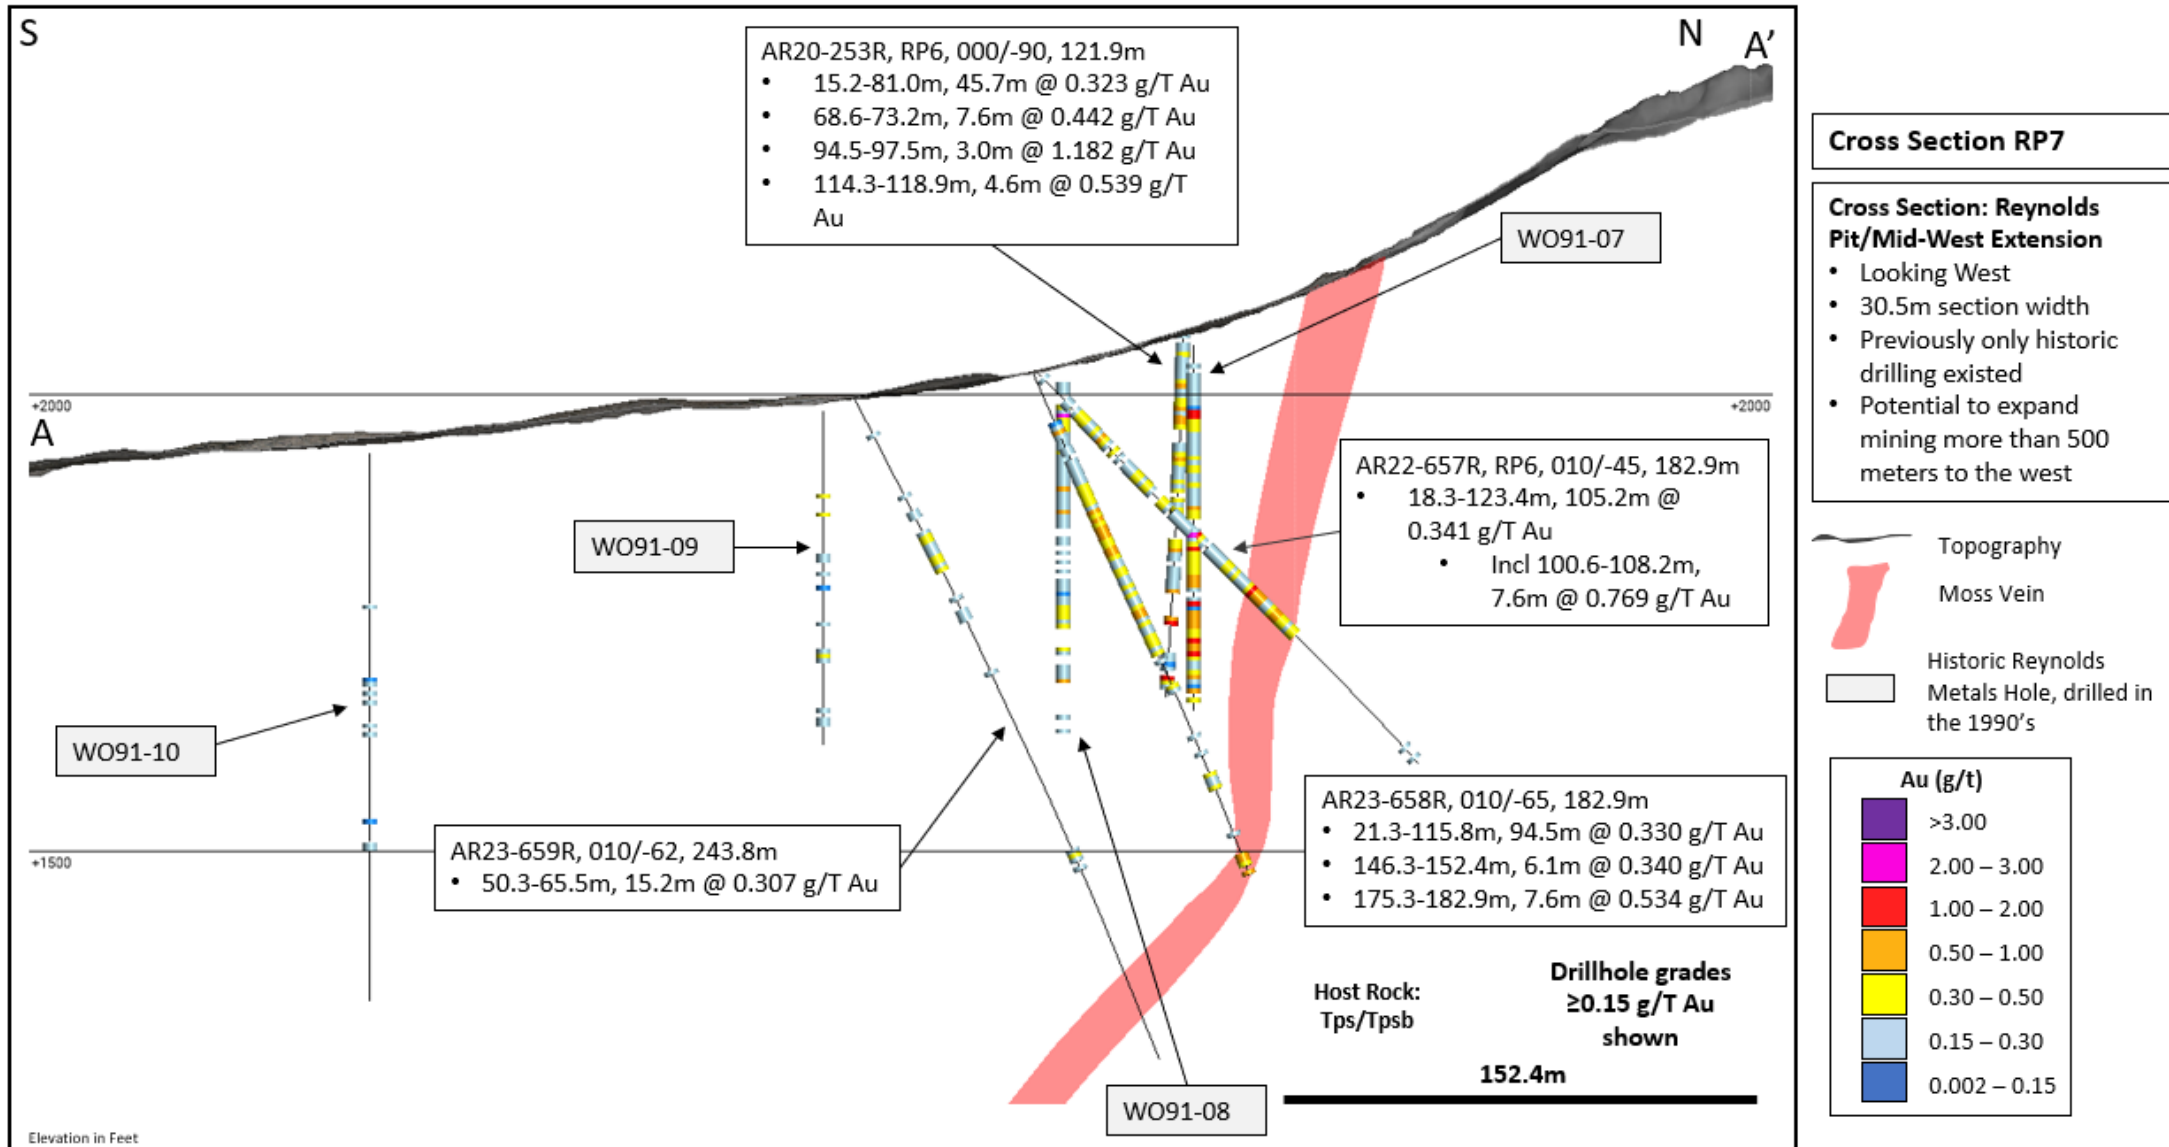 S
N
A’
AR20-253R, RP6, 000/-90, 121.9m
• 15.2-81.0m, 45.7m @ 0.323 g/T Au
• 68.6-73.2m, 7.6m @ 0.442 g/T Au
• 94.5-97.5m, 3.0m @ 1.182 g/T Au
• 114.3-118.9m, 4.6m @ 0.539 g/T
Au
WO91-07
+2000
+2000
A
AR22-657R, RP6, 010/-45, 182.9m
• 18.3-123.4m, 105.2m @
0.341 g/T Au
• Incl 100.6-108.2m,
7.6m @ 0.769 g/T Au
WO91-09
WO91-10
AR23-658R, 010/-65, 182.9m
• 21.3-115.8m, 94.5m @ 0.330 g/T Au
• 146.3-152.4m, 6.1m @ 0.340 g/T Au
• 175.3-182.9m, 7.6m @ 0.534 g/T Au
AR23-659R, 010/-62, 243.8m
• 50.3-65.5m, 15.2m @ 0.307 g/T Au
+1500
Host Rock:
Tps/Tpsb
Drillhole grades
≥0.15 g/T Au
shown
152.4m
WO91-08
Elevation in Feet
Cross Section RP7
Cross Section: Reynolds
Pit/Mid-West Extension
• Looking West
• 30.5m section width
• Previously only historic
drilling existed
• Potential to expand
mining more than 500
meters to the west
Topography
Moss Vein
Historic Reynolds
Metals Hole, drilled in
the 1990’s
Au (g/t)
>3.00
2.00 – 3.00
1.00 – 2.00
0.50 – 1.00
0.30 – 0.50
0.15 – 0.30
0.002 – 0.15